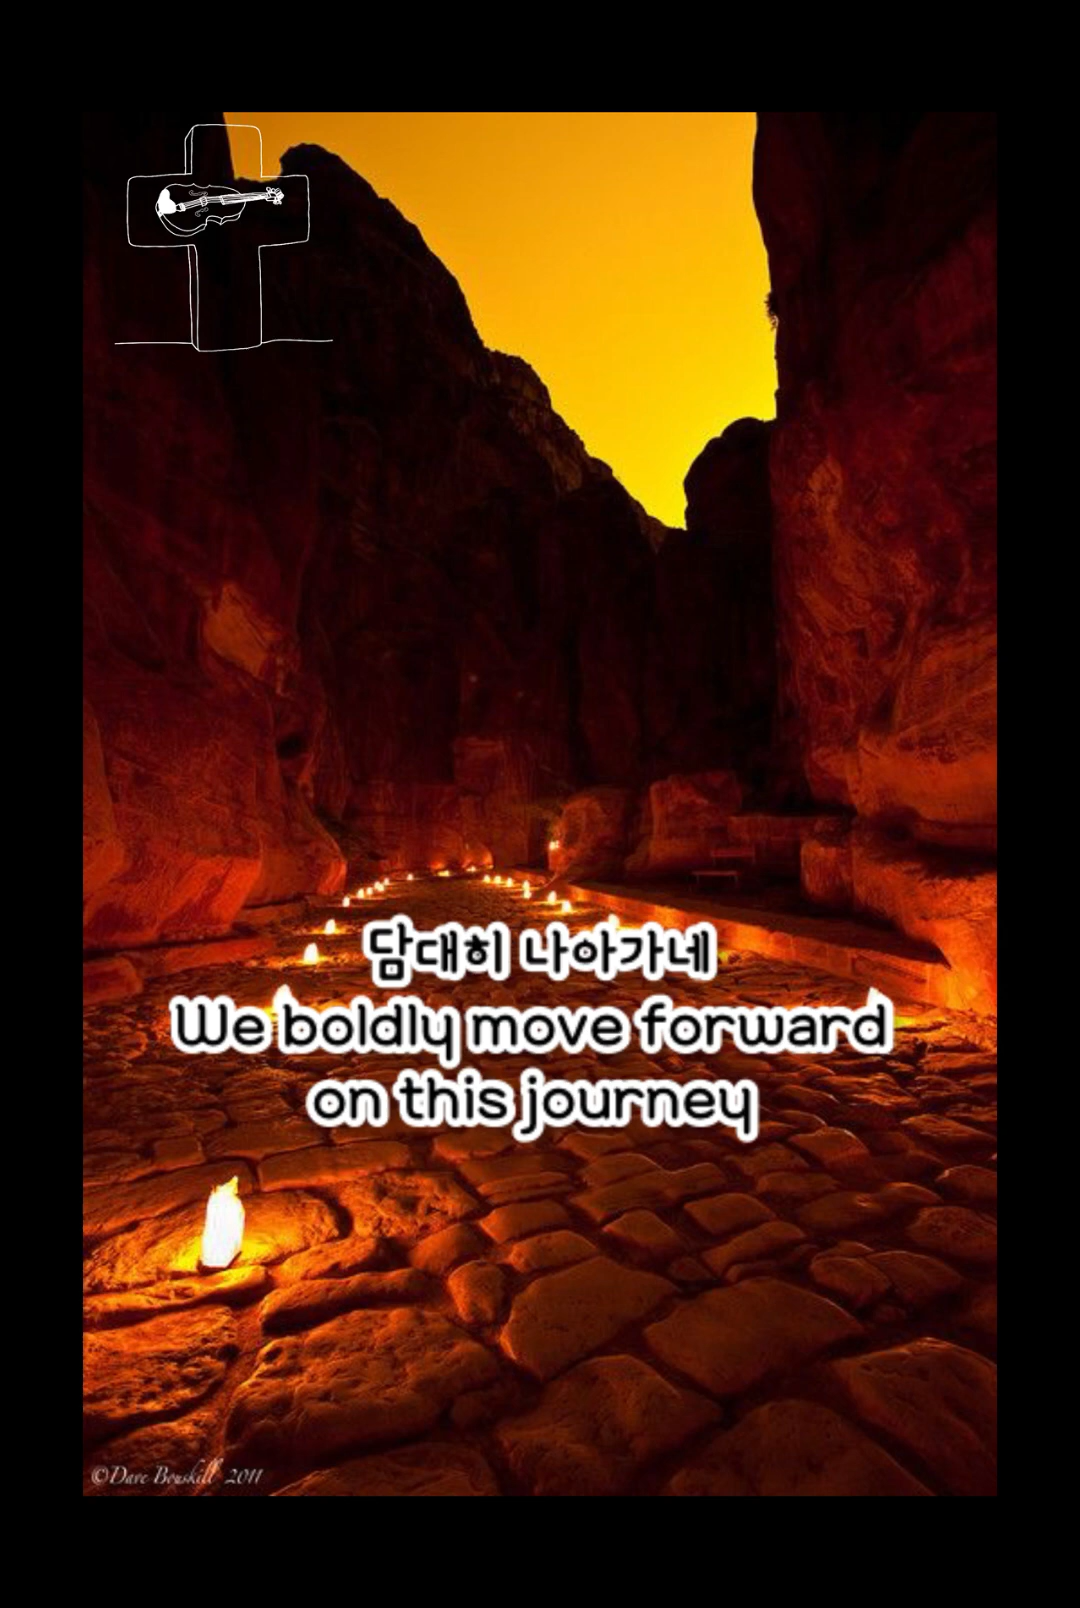 담대히 나아가네
We boldly move forward
on this journey
©Dave Bouskill 2011